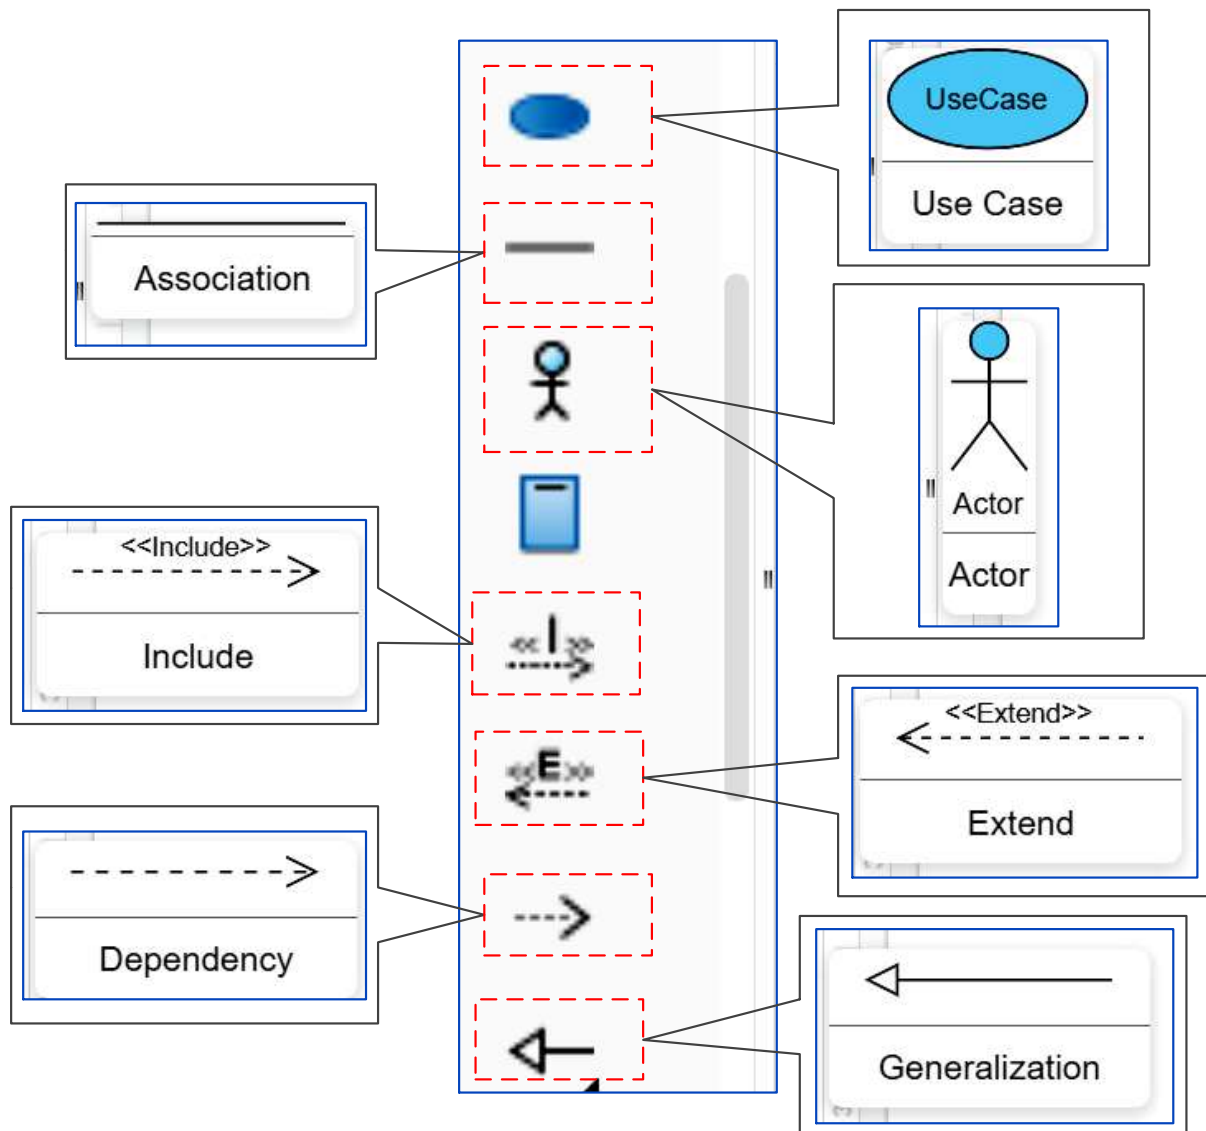 UseCase
Use Case
Association
Actor
Actor
<<Include>>
Include
«I»
<<Extend>>
Extend
«E»
Dependency
Generalization